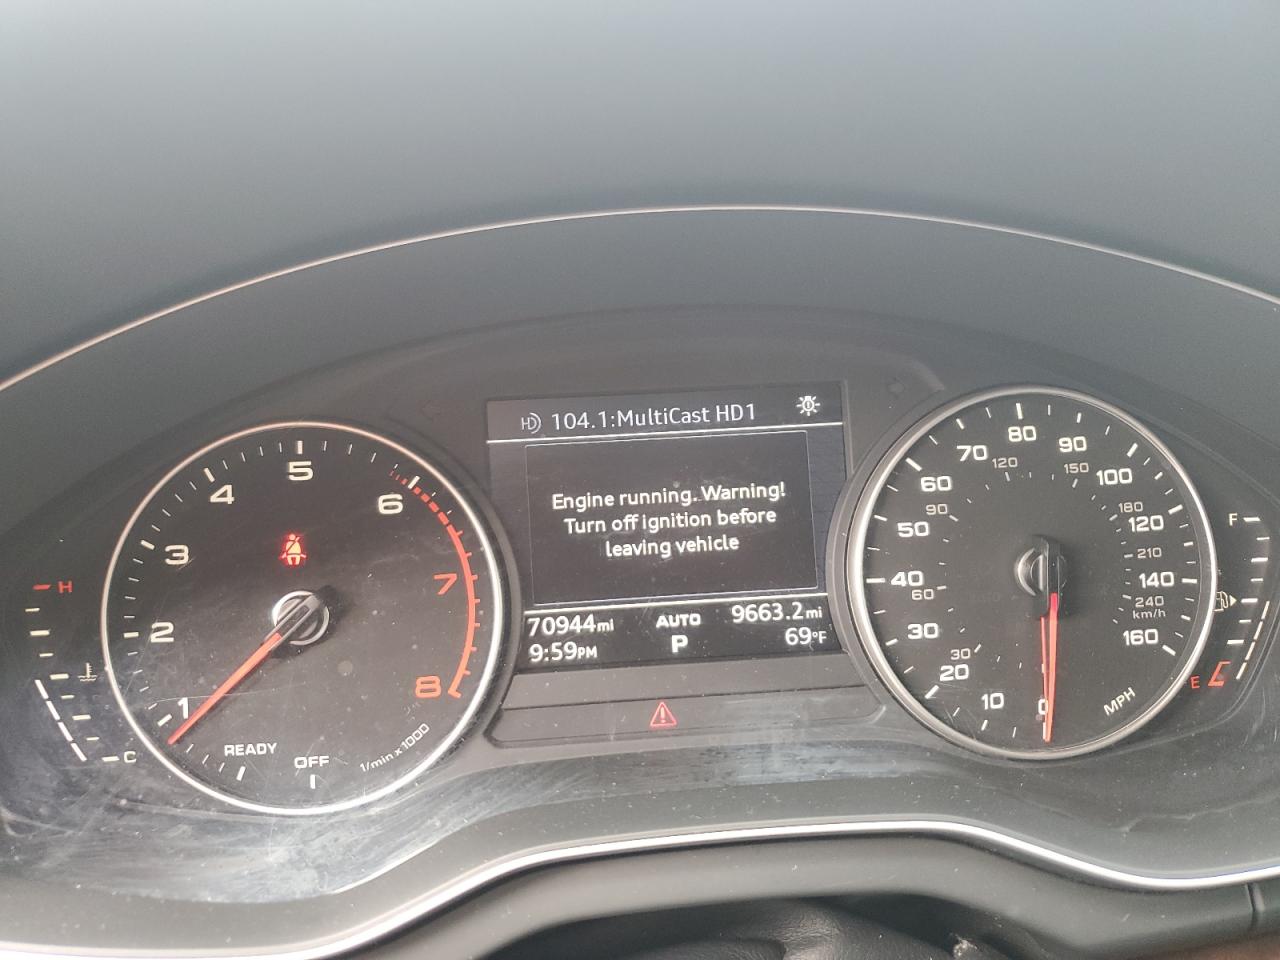 HD 104.1:MultiCast HD1
Engine running. Warning!
Turn off ignition before
leaving vehicle
70944mi AUTO 9663.2mi
9:59PM P 69°F
H
C
1
2
3
4
5
6
7
8
READY
OFF
1/min x 1000
0
10
20
30
40
50
60
70
80
90
100
120
140
160
MPH
30
60
90
120
150
180
210
240
km/h
F
E